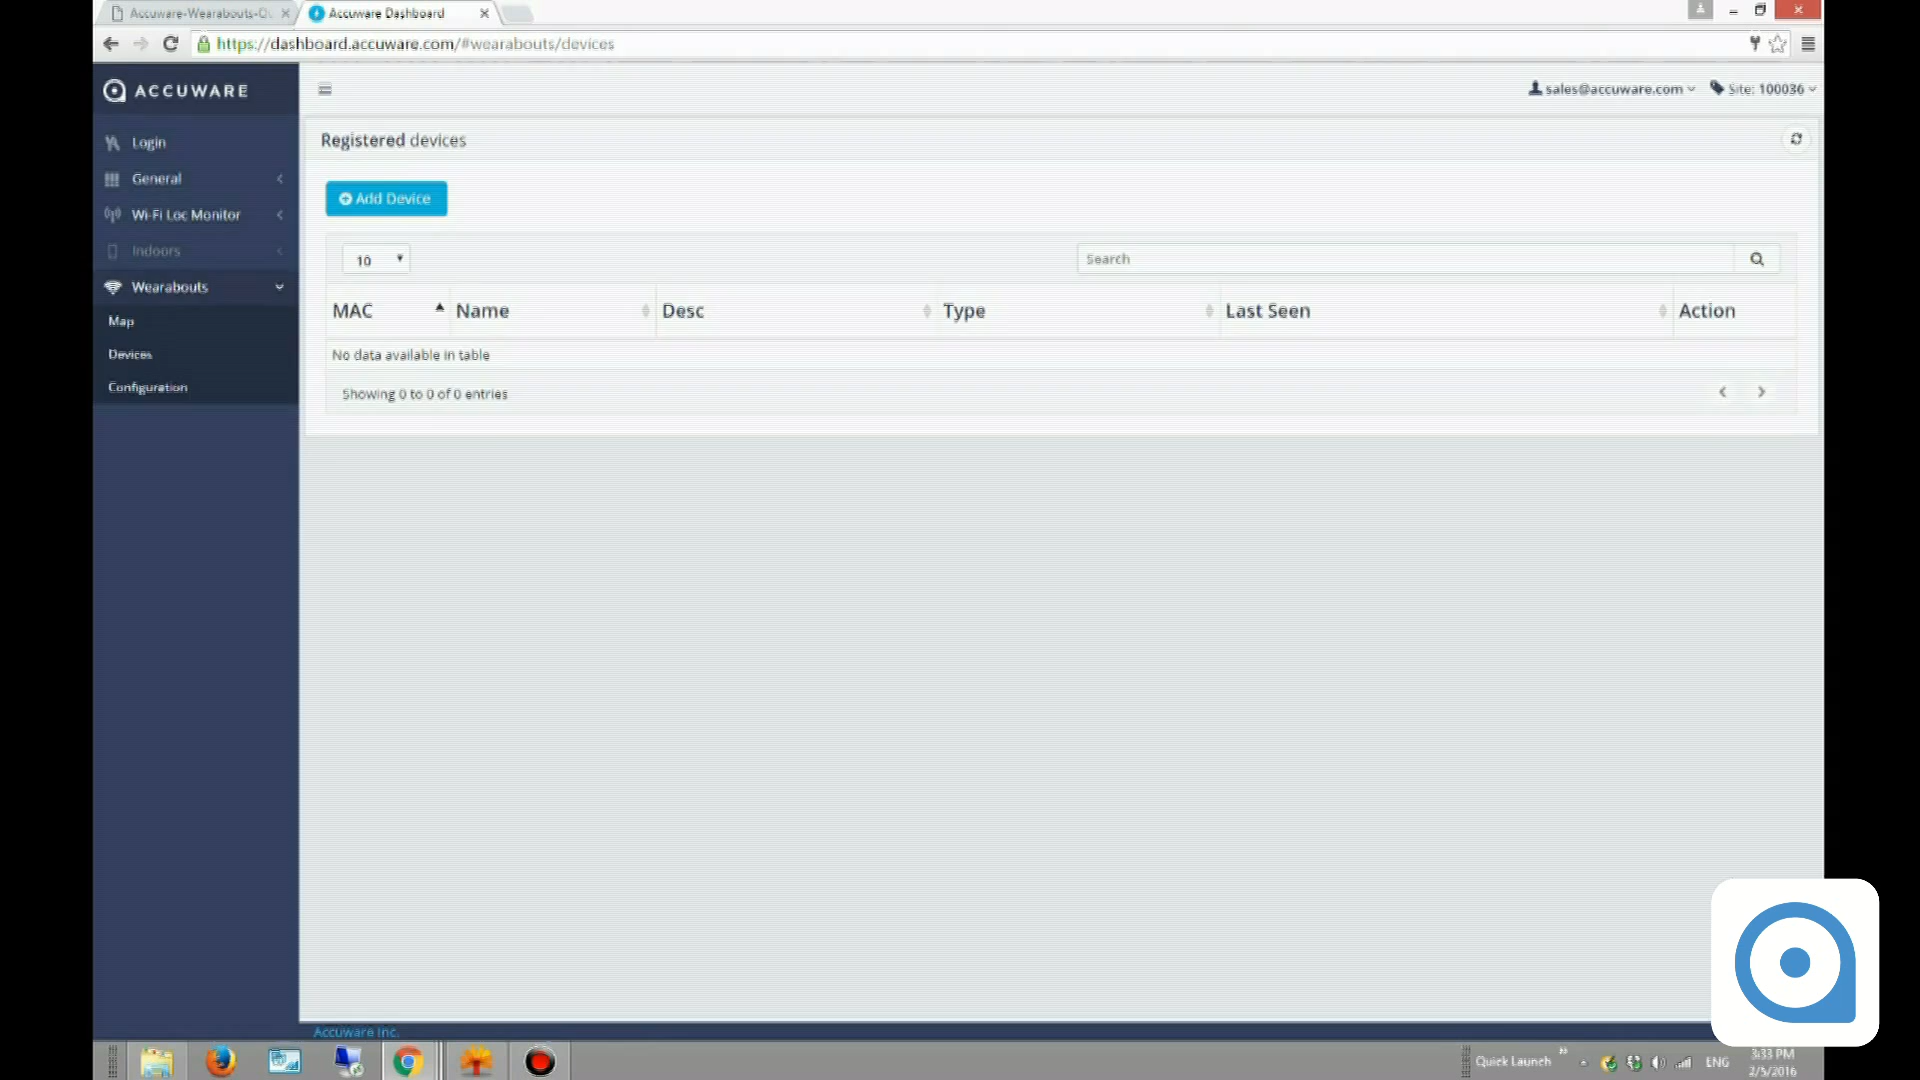 Accuware-Wearabouts-Qu
Accuware Dashboard
https://dashboard.accuware.com/#wearabouts/devices
ACCUWARE
sales@accuware.com
Site: 100036
Login
General
Wi-Fi Loc Monitor
Indoors
Wearabouts
Map
Devices
Configuration
Registered devices
Add Device
10
Search
MAC Name Desc Type Last Seen Action
No data available in table
Showing 0 to 0 of 0 entries
Accuware Inc.
Quick Launch
ENG
3:33 PM
2/5/2016